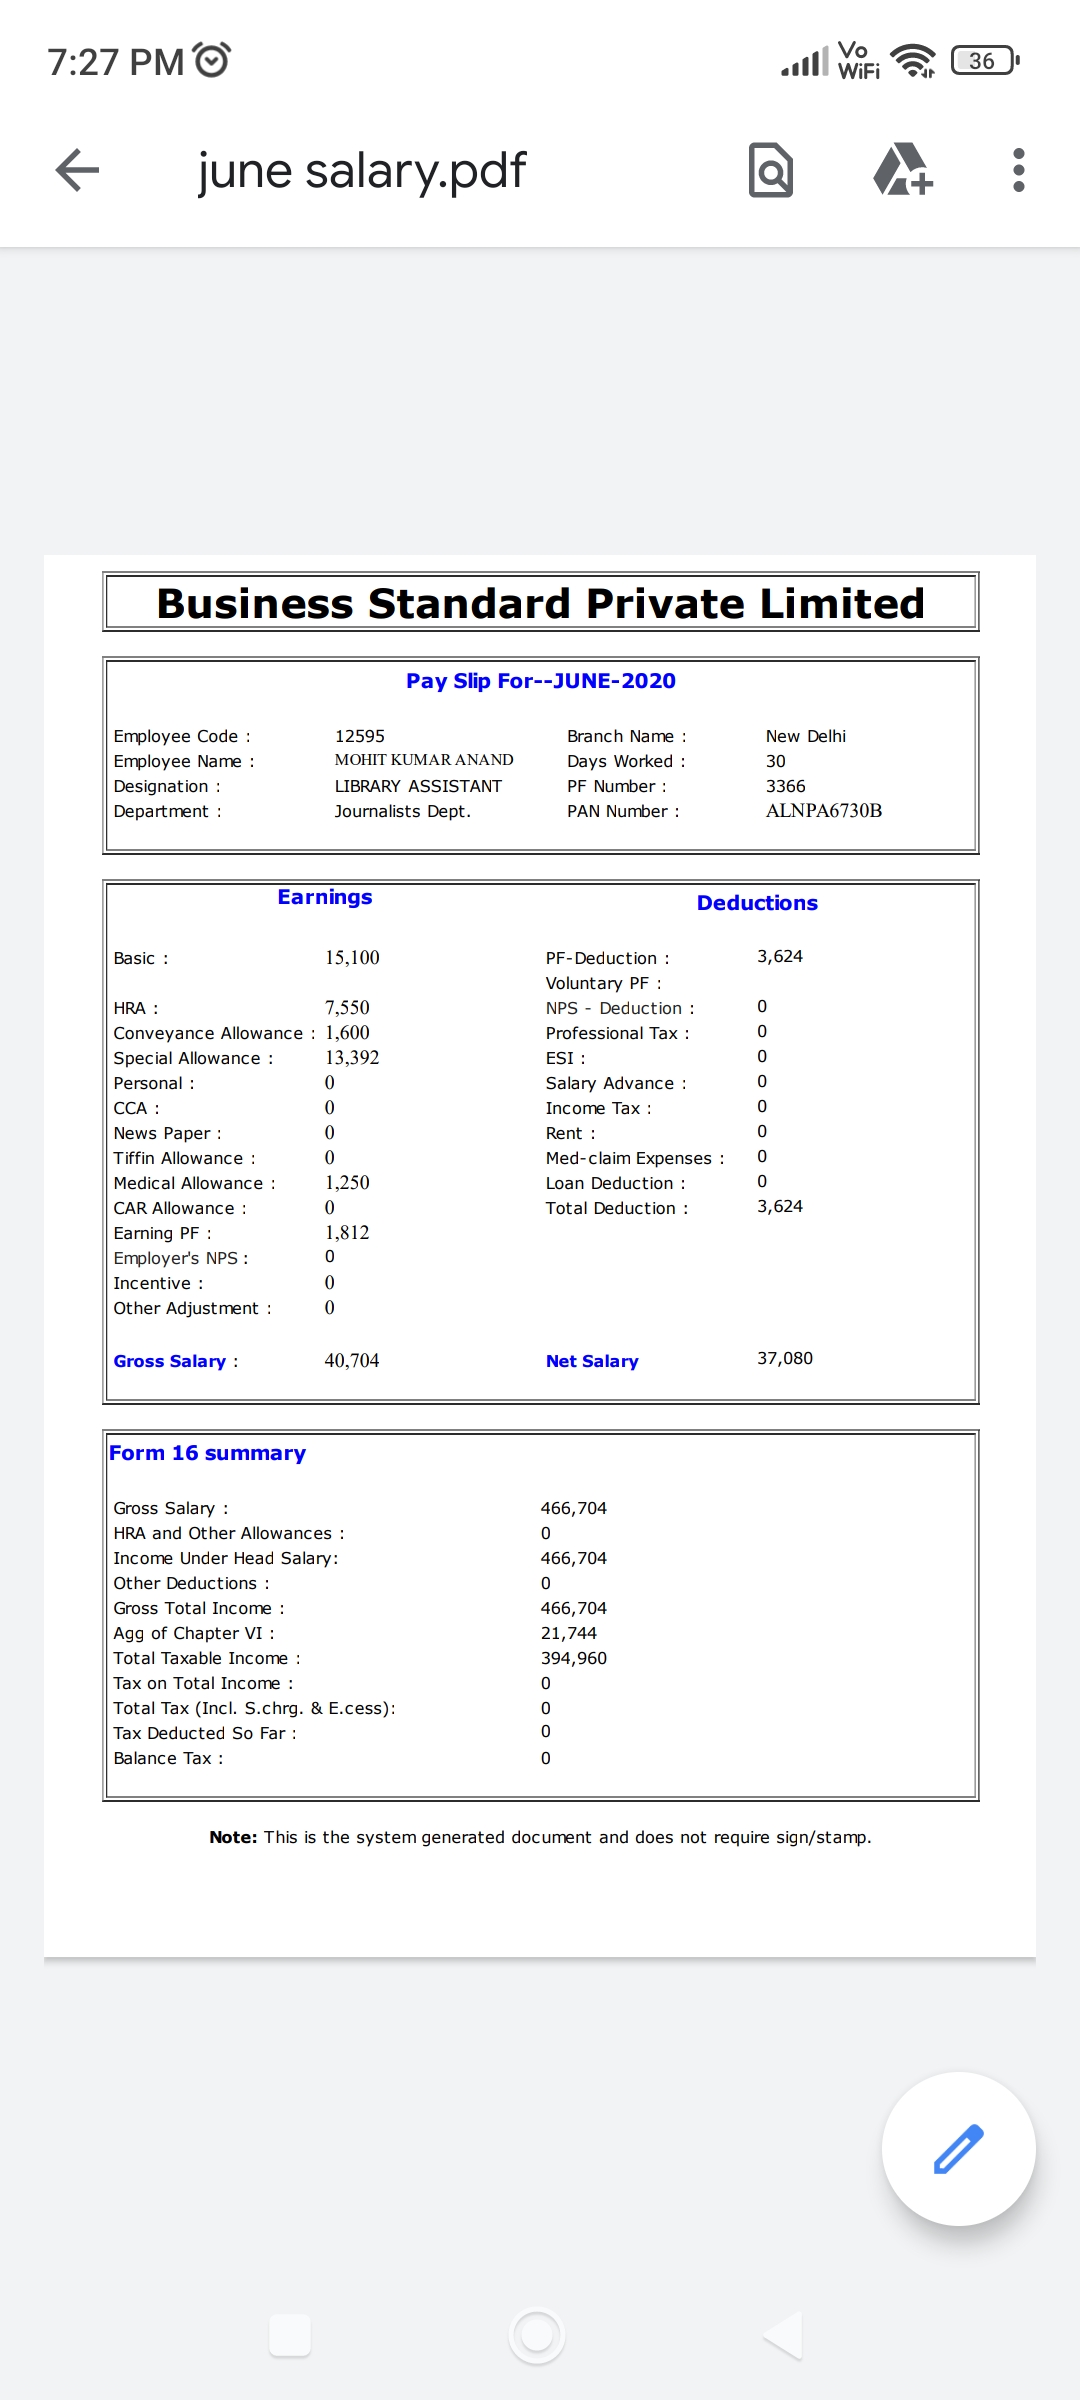 7:27 PM
Vo WiFi
36
june salary.pdf
Business Standard Private Limited
Pay Slip For--JUNE-2020
Employee Code : 12595 Branch Name : New Delhi
Employee Name : MOHIT KUMAR ANAND Days Worked : 30
Designation : LIBRARY ASSISTANT PF Number : 3366
Department : Journalists Dept. PAN Number : ALNPA6730B
Earnings Deductions
Basic : 15,100 PF-Deduction : 3,624
Voluntary PF :
HRA : 7,550 NPS - Deduction : 0
Conveyance Allowance : 1,600 Professional Tax : 0
Special Allowance : 13,392 ESI : 0
Personal : 0 Salary Advance : 0
CCA : 0 Income Tax : 0
News Paper : 0 Rent : 0
Tiffin Allowance : 0 Med-claim Expenses : 0
Medical Allowance : 1,250 Loan Deduction : 0
CAR Allowance : 0 Total Deduction : 3,624
Earning PF : 1,812
Employer's NPS : 0
Incentive : 0
Other Adjustment : 0
Gross Salary : 40,704 Net Salary 37,080
Form 16 summary
Gross Salary : 466,704
HRA and Other Allowances : 0
Income Under Head Salary: 466,704
Other Deductions : 0
Gross Total Income : 466,704
Agg of Chapter VI : 21,744
Total Taxable Income : 394,960
Tax on Total Income : 0
Total Tax (Incl. S.chrg. & E.cess): 0
Tax Deducted So Far : 0
Balance Tax : 0
Note: This is the system generated document and does not require sign/stamp.